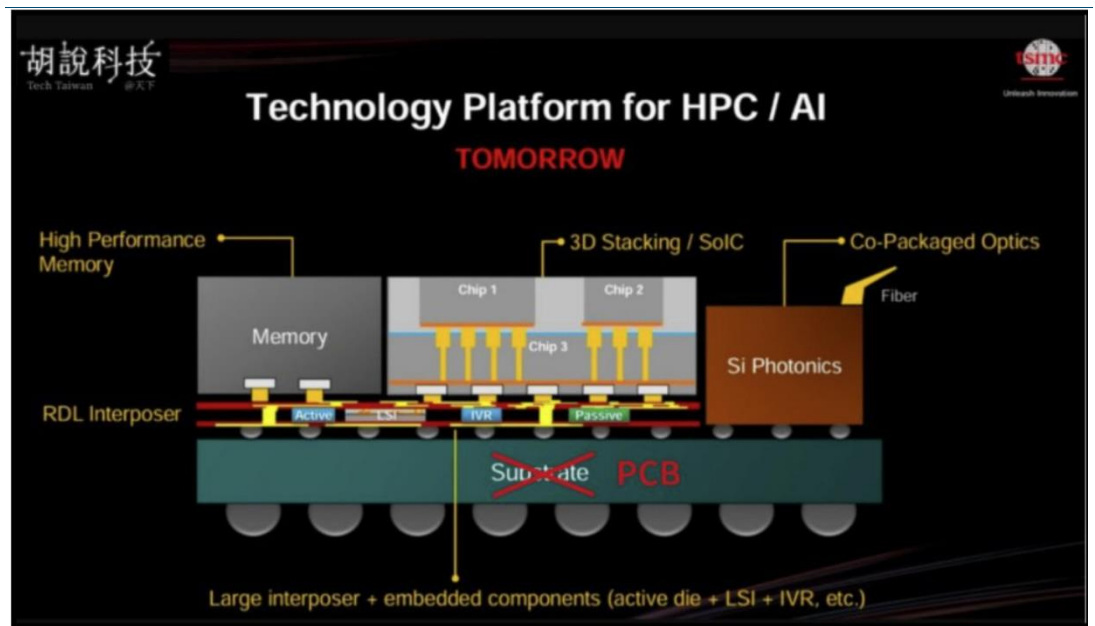 胡說科技
Tech Taiwan @天下
tsmc
Unleash Innovation
Technology Platform for HPC / AI
TOMORROW
High Performance
Memory
3D Stacking / SoIC
Co-Packaged Optics
Fiber
Chip 1
Chip 2
Memory
Chip 3
Si Photonics
RDL Interposer
Active
LSI
IVR
Passive
Substrate PCB
Large interposer + embedded components (active die + LSI + IVR, etc.)